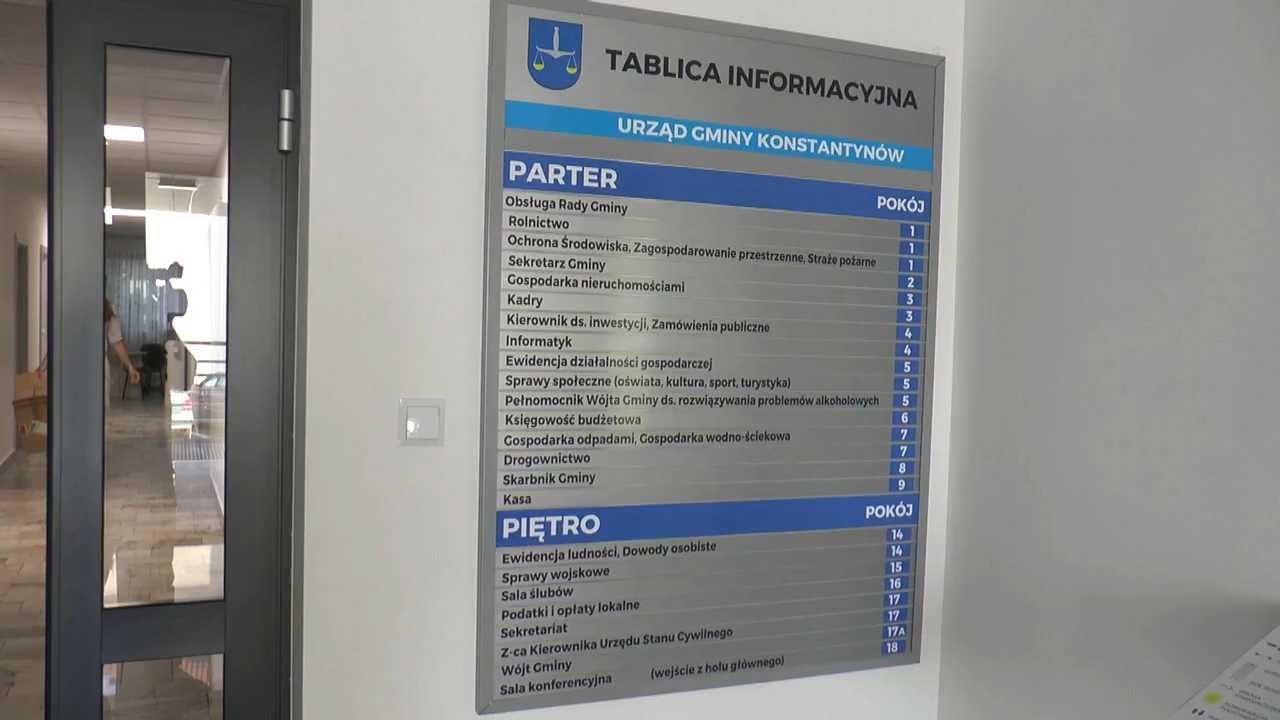 TABLICA INFORMACYJNA
URZĄD GMINY KONSTANTYNÓW
PARTER POKÓJ
Obsługa Rady Gminy 1
Rolnictwo 1
Ochrona Środowiska, Zagospodarowanie przestrzenne, Straże pożarne 1
Sekretarz Gminy 2
Gospodarka nieruchomościami 3
Kadry 3
Kierownik ds. inwestycji, Zamówienia publiczne 4
Informatyk 4
Ewidencja działalności gospodarczej 5
Sprawy społeczne (oświata, kultura, sport, turystyka) 5
Pełnomocnik Wójta Gminy ds. rozwiązywania problemów alkoholowych 5
Księgowość budżetowa 6
Gospodarka odpadami, Gospodarka wodno-ściekowa 7
Drogownictwo 7
Skarbnik Gminy 8
Kasa 9
PIĘTRO POKÓJ
Ewidencja ludności, Dowody osobiste 14
Sprawy wojskowe 14
Sala ślubów 15
Podatki i opłaty lokalne 16
Sekretariat 17
Z-ca Kierownika Urzędu Stanu Cywilnego 17
Wójt Gminy 17A
Sala konferencyjna (wejście z holu głównego) 18